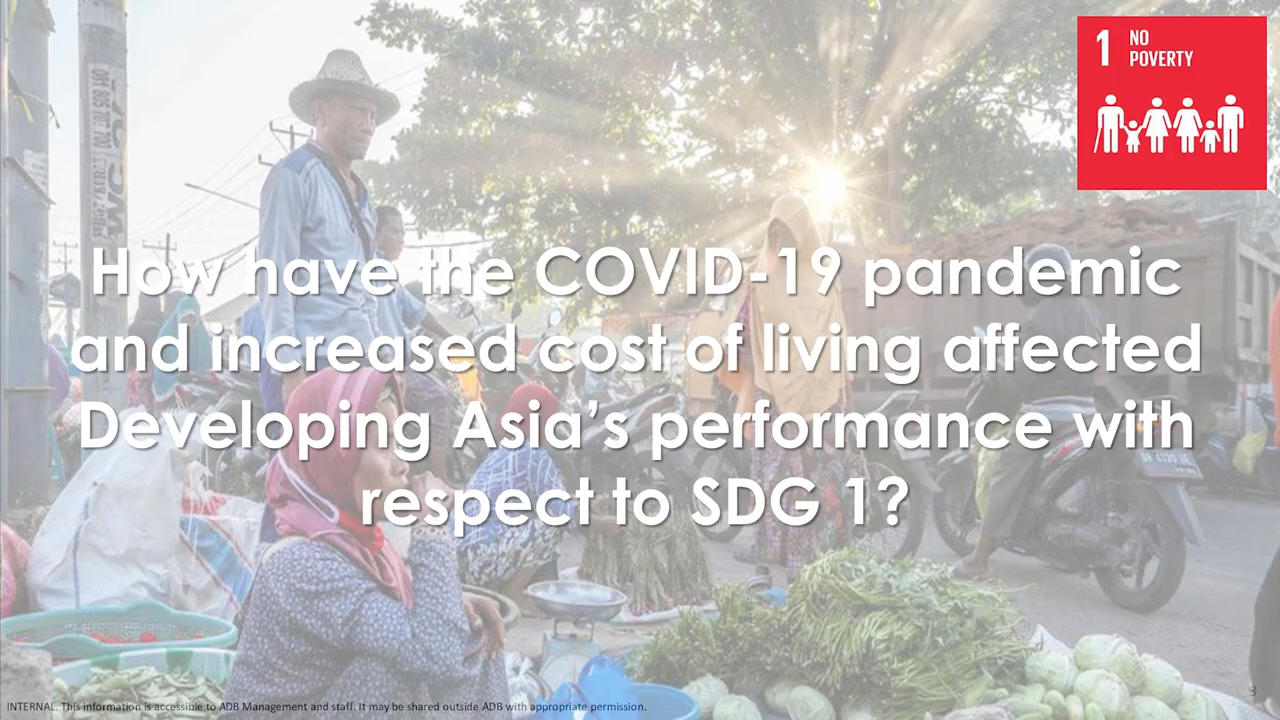 1 NO
POVERTY
How have the COVID-19 pandemic
and increased cost of living affected
Developing Asia’s performance with
respect to SDG 1?
3
INTERNAL. This information is accessible to ADB Management and staff. It may be shared outside ADB with appropriate permission.